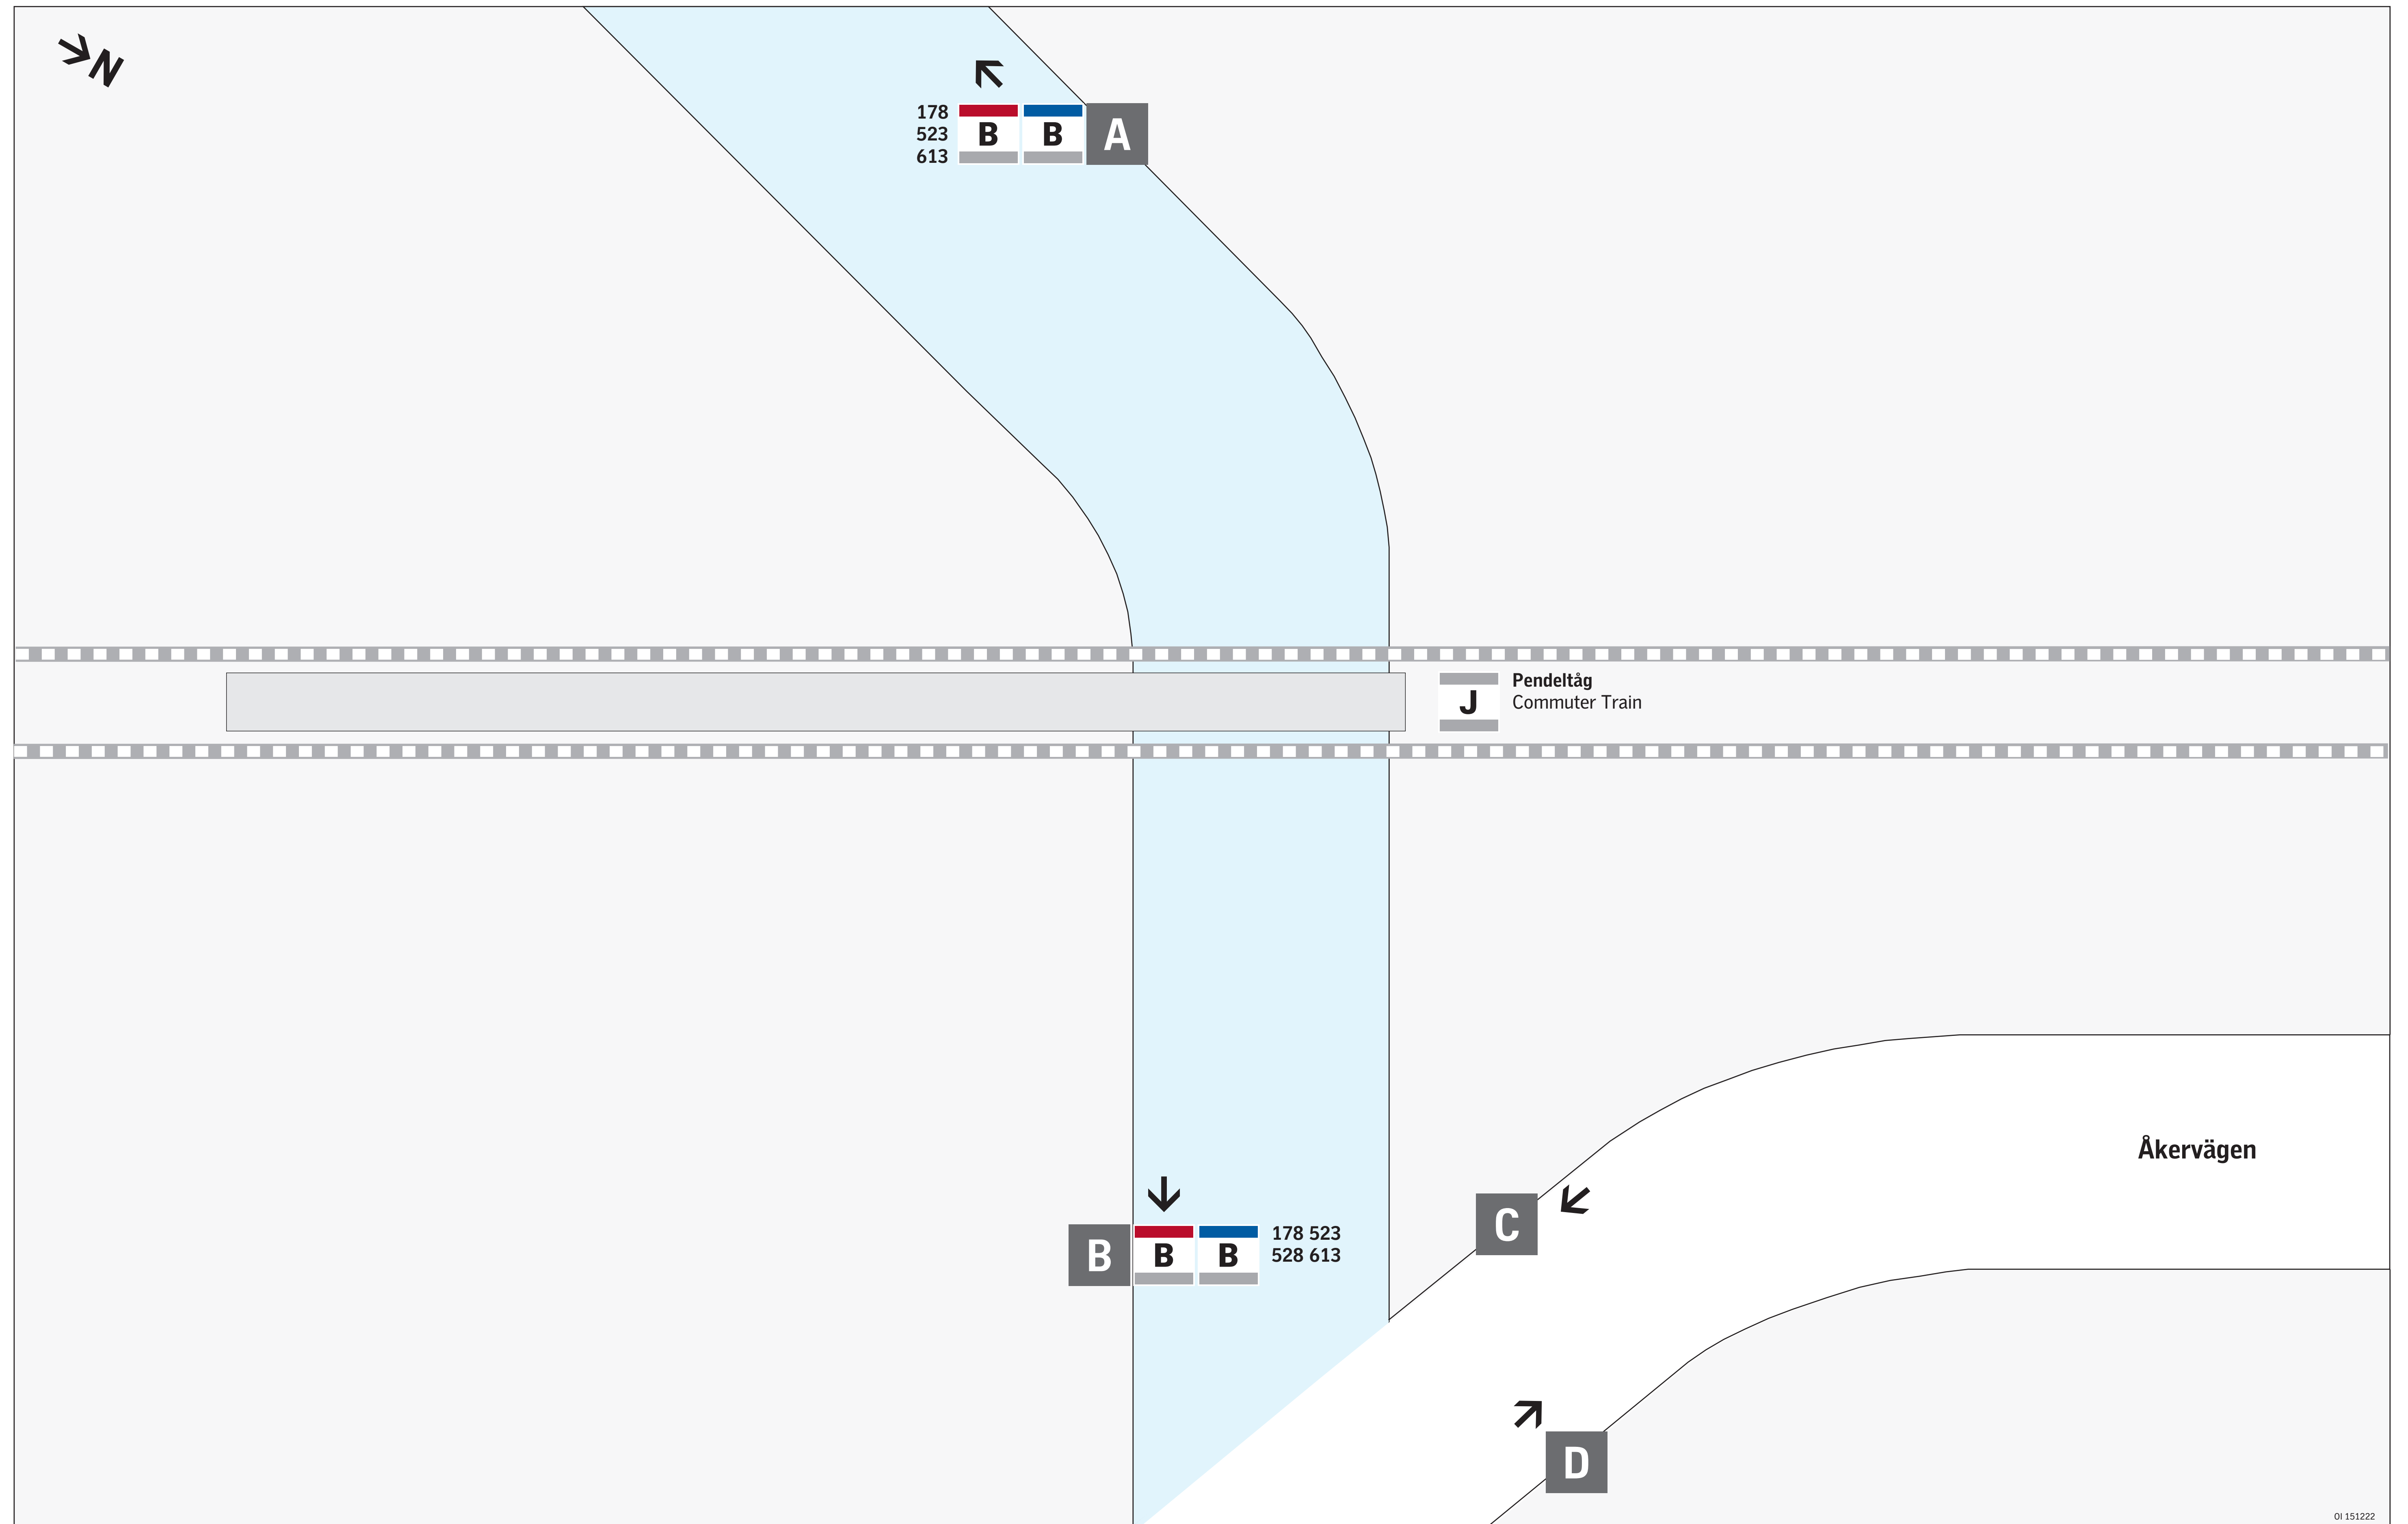 N
178
523
613
B
B
A
J
Pendeltåg
Commuter Train
Åkervägen
C
B
B
B
178 523
528 613
D
OI 151222